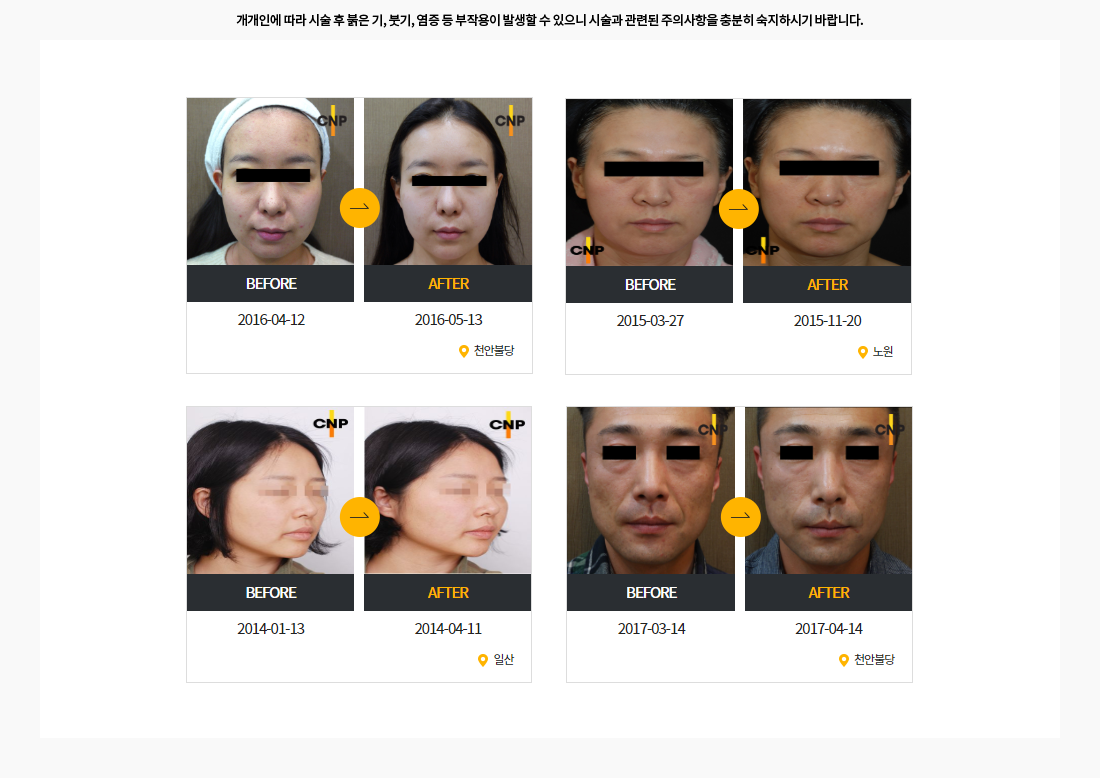 개개인에 따라 시술 후 붉은 기, 붓기, 염증 등 부작용이 발생할 수 있으니 시술과 관련된 주의사항을 충분히 숙지하시기 바랍니다.
CNP
CNP
BEFORE
AFTER
2016-04-12
2016-05-13
천안불당
CNP
CNP
BEFORE
AFTER
2015-03-27
2015-11-20
노원
CNP
CNP
BEFORE
AFTER
2014-01-13
2014-04-11
일산
CNP
CNP
BEFORE
AFTER
2017-03-14
2017-04-14
천안불당